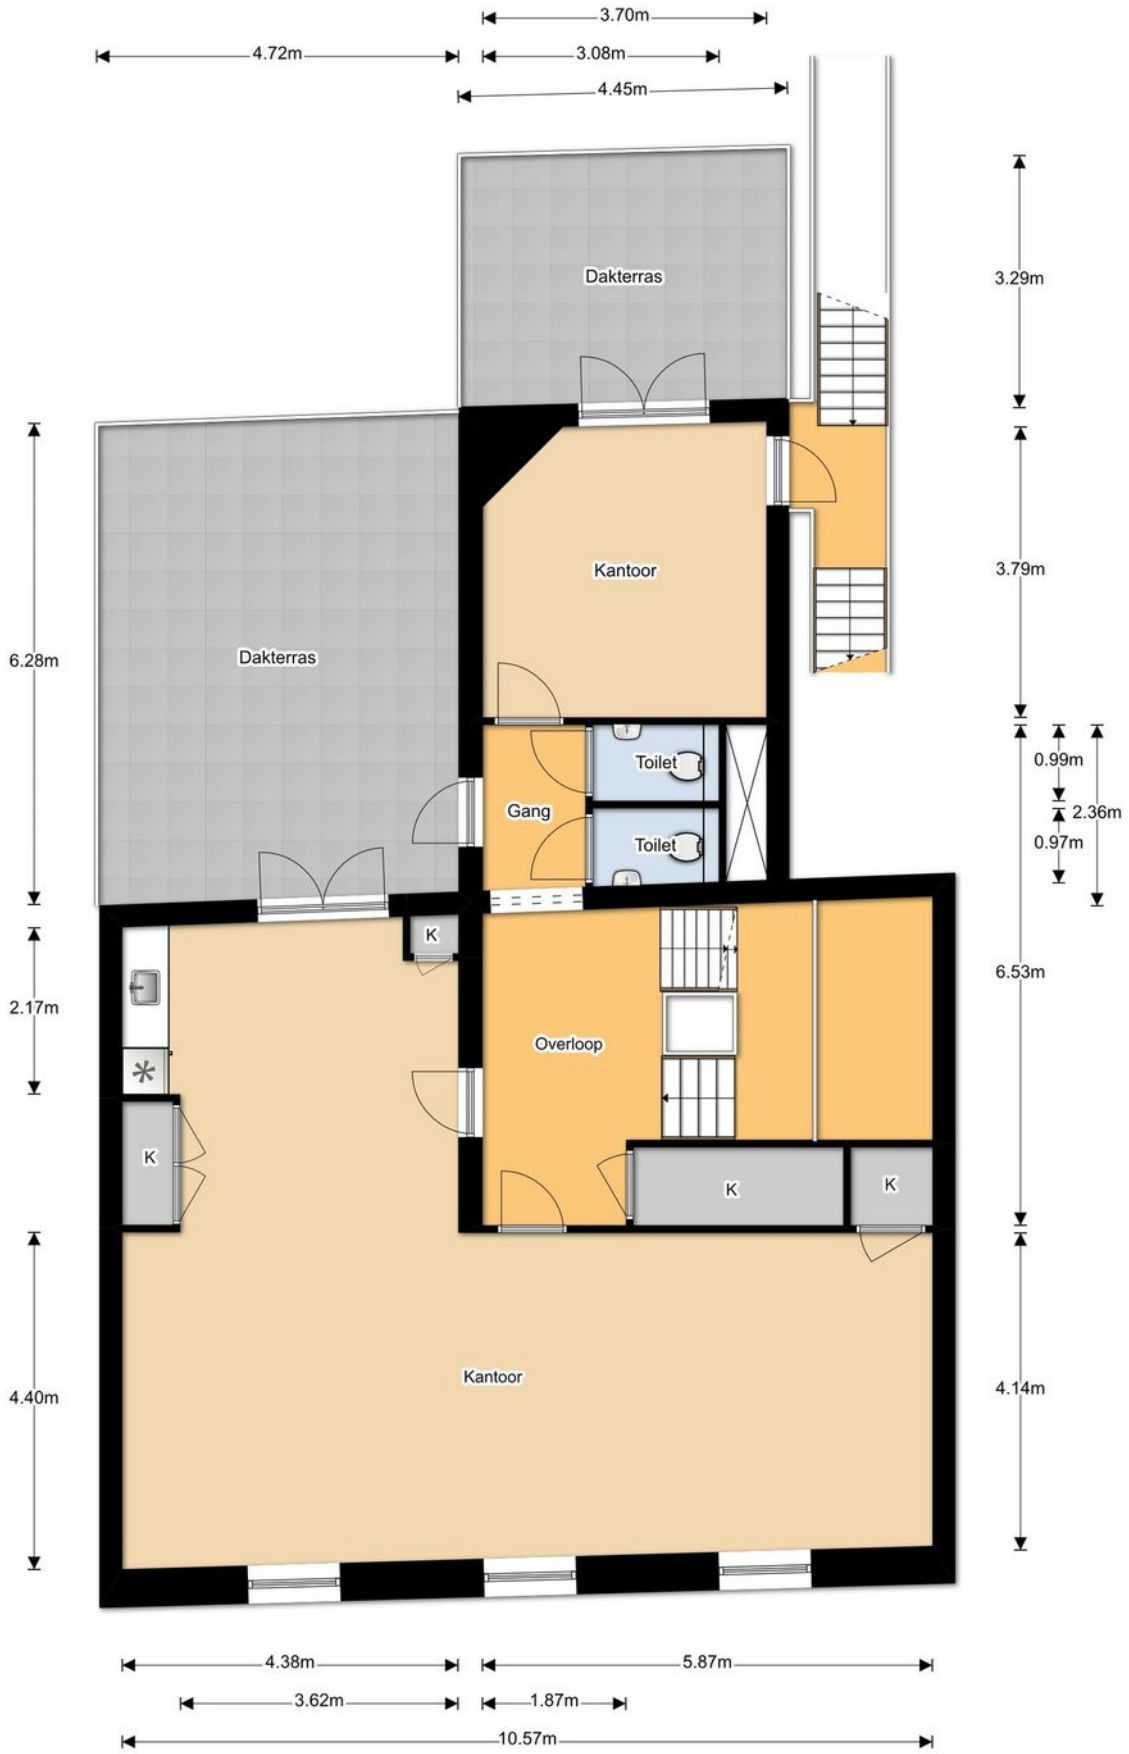 3.70m
4.72m
3.08m
4.45m
Dakterras
3.29m
Kantoor
3.79m
Dakterras
6.28m
Toilet
0.99m
Gang
2.36m
Toilet
0.97m
K
6.53m
2.17m
Overloop
K
K
K
Kantoor
4.40m
4.14m
4.38m
5.87m
3.62m
1.87m
10.57m